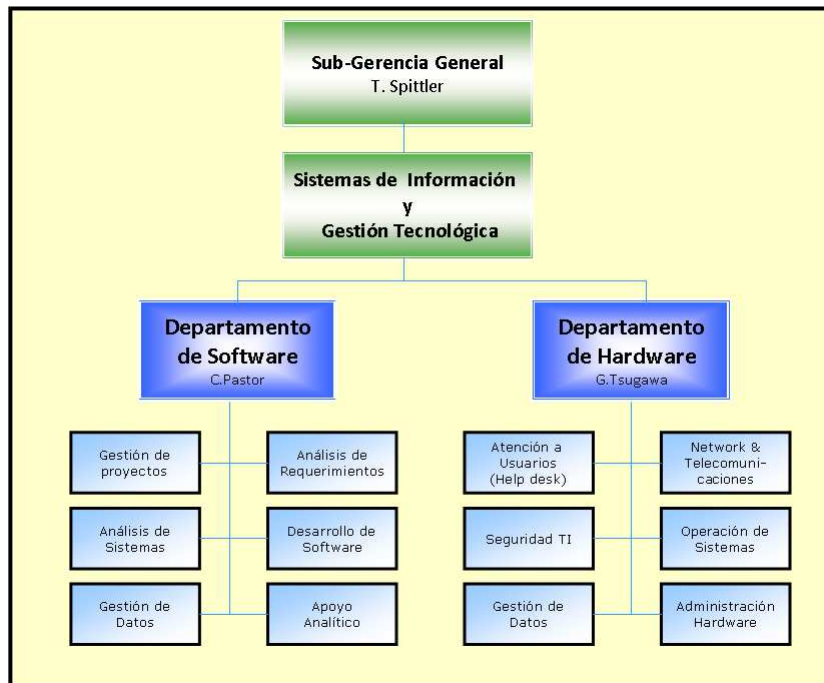 Sub-Gerencia General
T. Spittler
Sistemas de Información
y
Gestión Tecnológica
Departamento
de Software
C.Pastor
Departamento
de Hardware
G.Tsugawa
Gestión de
proyectos
Análisis de
Requerimientos
Análisis de
Sistemas
Desarrollo de
Software
Gestión de
Datos
Apoyo
Analítico
Atención a
Usuarios
(Help desk)
Network &
Telecomuni-
caciones
Seguridad TI
Operación de
Sistemas
Gestión de
Datos
Administración
Hardware